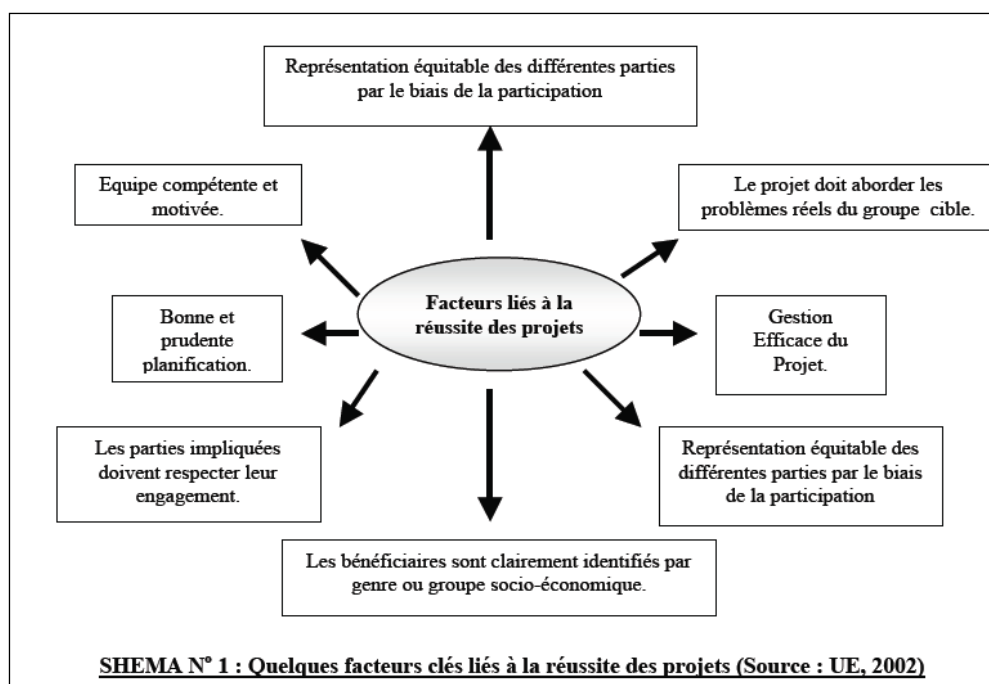 Représentation équitable des différentes parties
par le biais de la participation
Equipe compétente et
motivée.
Le projet doit aborder les
problèmes réels du groupe cible.
Facteurs liés à la
réussite des projets
Bonne et
prudente
planification.
Gestion
Efficace du
Projet.
Les parties impliquées
doivent respecter leur
engagement.
Représentation équitable des
différentes parties par le biais
de la participation
Les bénéficiaires sont clairement identifiés par
genre ou groupe socio-économique.
SHEMA N° 1 : Quelques facteurs clés liés à la réussite des projets (Source : UE, 2002)